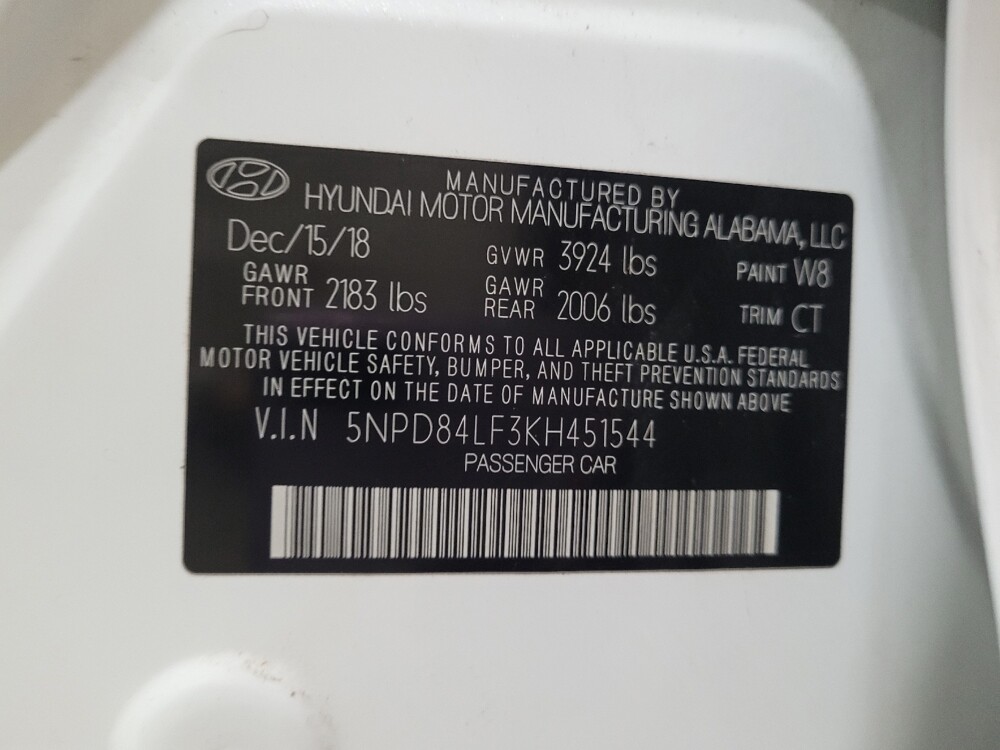 MANUFACTURED BY
HYUNDAI MOTOR MANUFACTURING ALABAMA, LLC
Dec/15/18 GVWR 3924 lbs PAINT W8
GAWR FRONT 2183 lbs GAWR REAR 2006 lbs TRIM CT
THIS VEHICLE CONFORMS TO ALL APPLICABLE U.S.A. FEDERAL
MOTOR VEHICLE SAFETY, BUMPER, AND THEFT PREVENTION STANDARDS
IN EFFECT ON THE DATE OF MANUFACTURE SHOWN ABOVE
V.I.N 5NPD84LF3KH451544
PASSENGER CAR